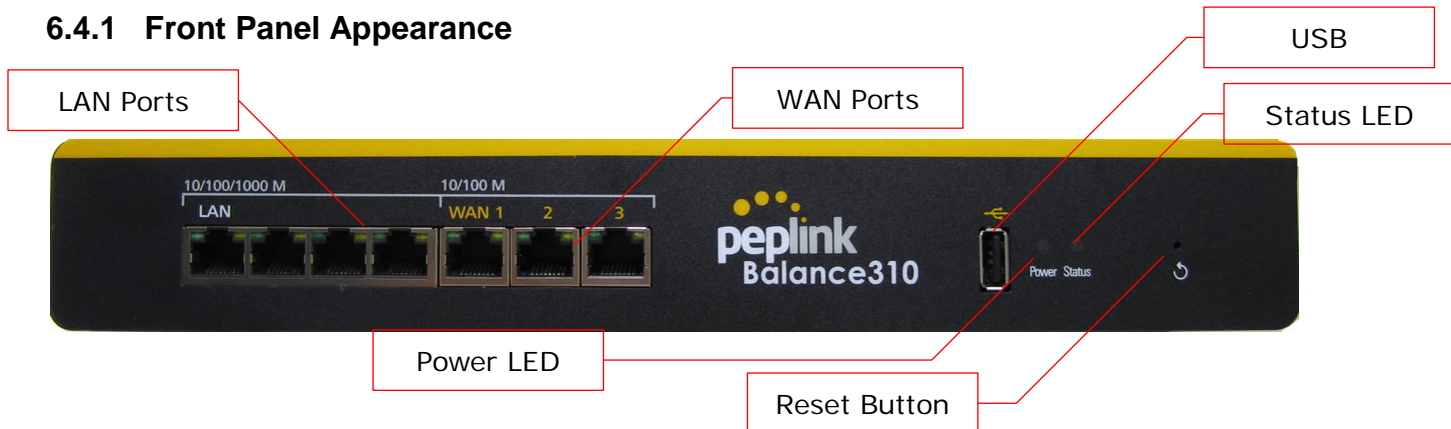 6.4.1 Front Panel Appearance
USB
LAN Ports
WAN Ports
Status LED
10/100/1000 M
10/100 M
LAN
WAN 1 2 3
peplink
Balance310
Power Status
Power LED
Reset Button